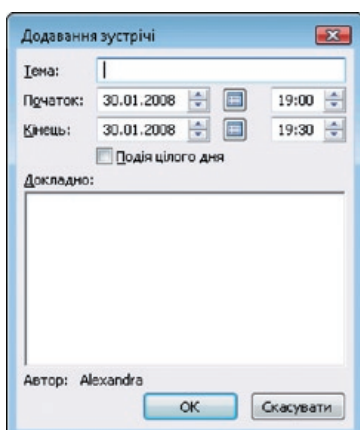 Додавання зустрічі
Тема:
Початок: 30.01.2008 19:00
Кінець: 30.01.2008 19:30
Подія цілого дня
Докладно:
Автор: Alexandra
OK Скасувати